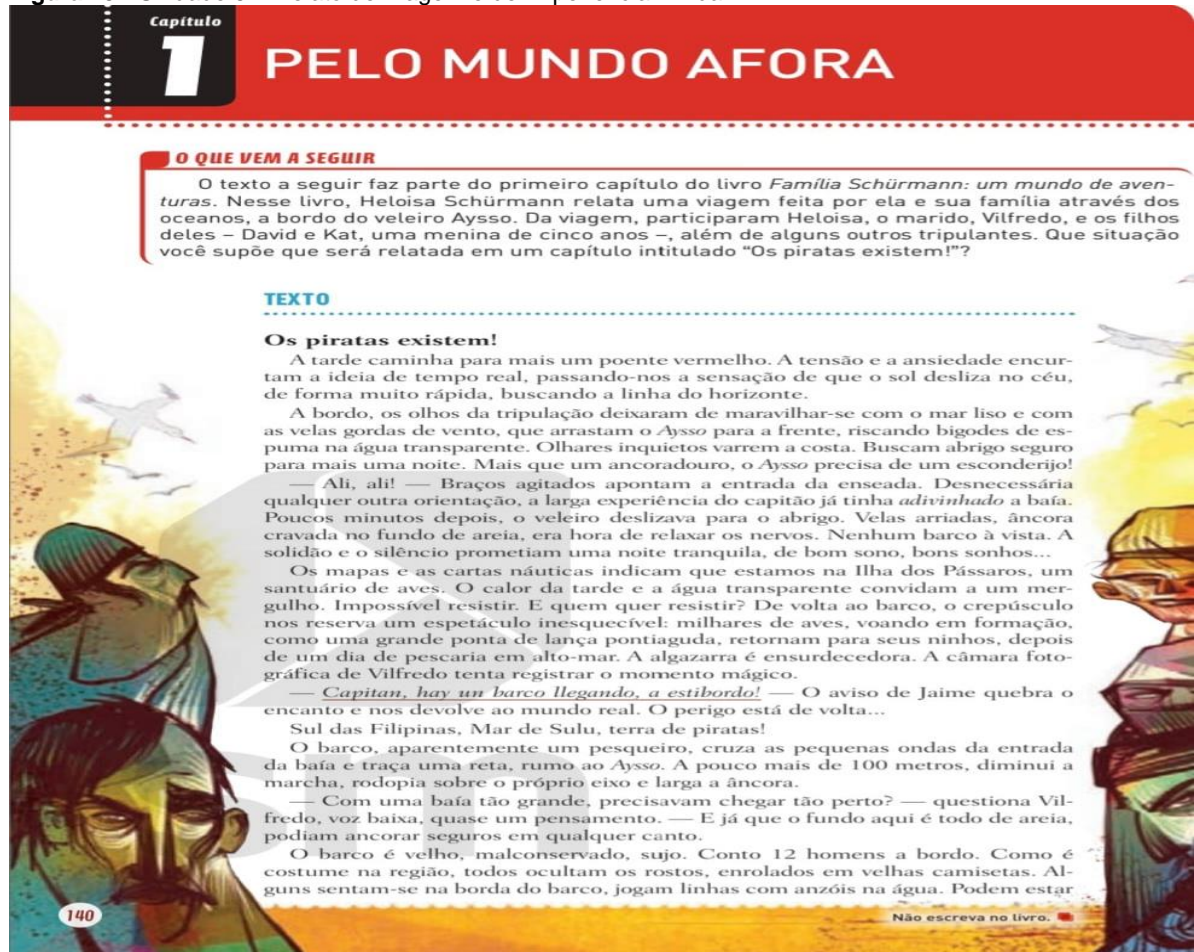 Capítulo
1
PELO MUNDO AFORA
O QUE VEM A SEGUIR
O texto a seguir faz parte do primeiro capítulo do livro Família Schürmann: um mundo de aven-
turas. Nesse livro, Heloisa Schürmann relata uma viagem feita por ela e sua família através dos
oceanos, a bordo do veleiro Aysso. Da viagem, participaram Heloisa, o marido, Vilfredo, e os filhos
deles – David e Kat, uma menina de cinco anos –, além de alguns outros tripulantes. Que situação
você supõe que será relatada em um capítulo intitulado “Os piratas existem!”?
TEXTO
Os piratas existem!
A tarde caminha para mais um poente vermelho. A tensão e a ansiedade encur-
tam a ideia de tempo real, passando-nos a sensação de que o sol desliza no céu,
de forma muito rápida, buscando a linha do horizonte.
A bordo, os olhos da tripulação deixaram de maravilhar-se com o mar liso e com
as velas gordas de vento, que arrastam o Aysso para a frente, riscando bigodes de es-
puma na água transparente. Olhares inquietos varrem a costa. Buscam abrigo seguro
para mais uma noite. Mais que um ancoradouro, o Aysso precisa de um esconderijo!
— Ali, ali! — Braços agitados apontam a entrada da enseada. Desnecessária
qualquer outra orientação, a larga experiência do capitão já tinha adivinhado a baía.
Poucos minutos depois, o veleiro deslizava para o abrigo. Velas arriadas, âncora
cravada no fundo de areia, era hora de relaxar os nervos. Nenhum barco à vista. A
solidão e o silêncio prometiam uma noite tranquila, de bom sono, bons sonhos...
Os mapas e as cartas náuticas indicam que estamos na Ilha dos Pássaros, um
santuário de aves. O calor da tarde e a água transparente convidam a um mer-
gulho. Impossível resistir. E quem quer resistir? De volta ao barco, o crepúsculo
nos reserva um espetáculo inesquecível: milhares de aves, voando em formação,
como uma grande ponta de lança pontiaguda, retornam para seus ninhos, depois
de um dia de pescaria em alto-mar. A algazarra é ensurdecedora. A câmara foto-
gráfica de Vilfredo tenta registrar o momento mágico.
— Capitan, hay un barco llegando, a estibordo! — O aviso de Jaime quebra o
encanto e nos devolve ao mundo real. O perigo está de volta...
Sul das Filipinas, Mar de Sulu, terra de piratas!
O barco, aparentemente um pesqueiro, cruza as pequenas ondas da entrada
da baía e traça uma reta, rumo ao Aysso. A pouco mais de 100 metros, diminui a
marcha, rodopia sobre o próprio eixo e larga a âncora.
— Com uma baía tão grande, precisavam chegar tão perto? — questiona Vil-
fredo, voz baixa, quase um pensamento. — E já que o fundo aqui é todo de areia,
podiam ancorar seguros em qualquer canto.
O barco é velho, malconservado, sujo. Conto 12 homens a bordo. Como é
costume na região, todos ocultam os rostos, enrolados em velhas camisetas. Al-
guns sentam-se na borda do barco, jogam linhas com anzóis na água. Podem estar
140
Não escreva no livro.
sm